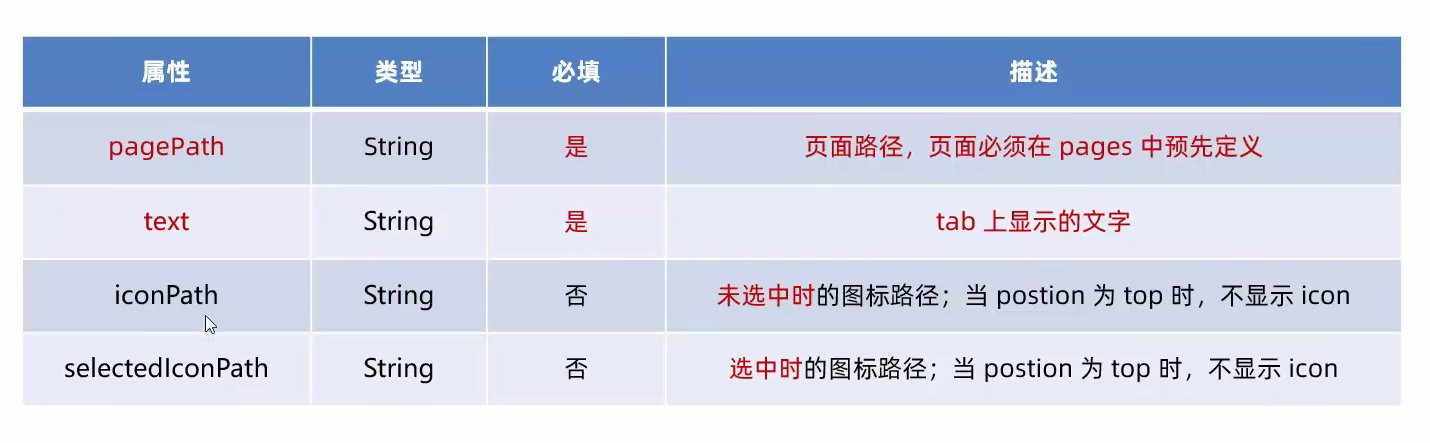 属性 类型 必填 描述
pagePath String 是 页面路径，页面必须在 pages 中预先定义
text String 是 tab 上显示的文字
iconPath String 否 未选中时的图标路径；当 postion 为 top 时，不显示 icon
selectedIconPath String 否 选中时的图标路径；当 postion 为 top 时，不显示 icon